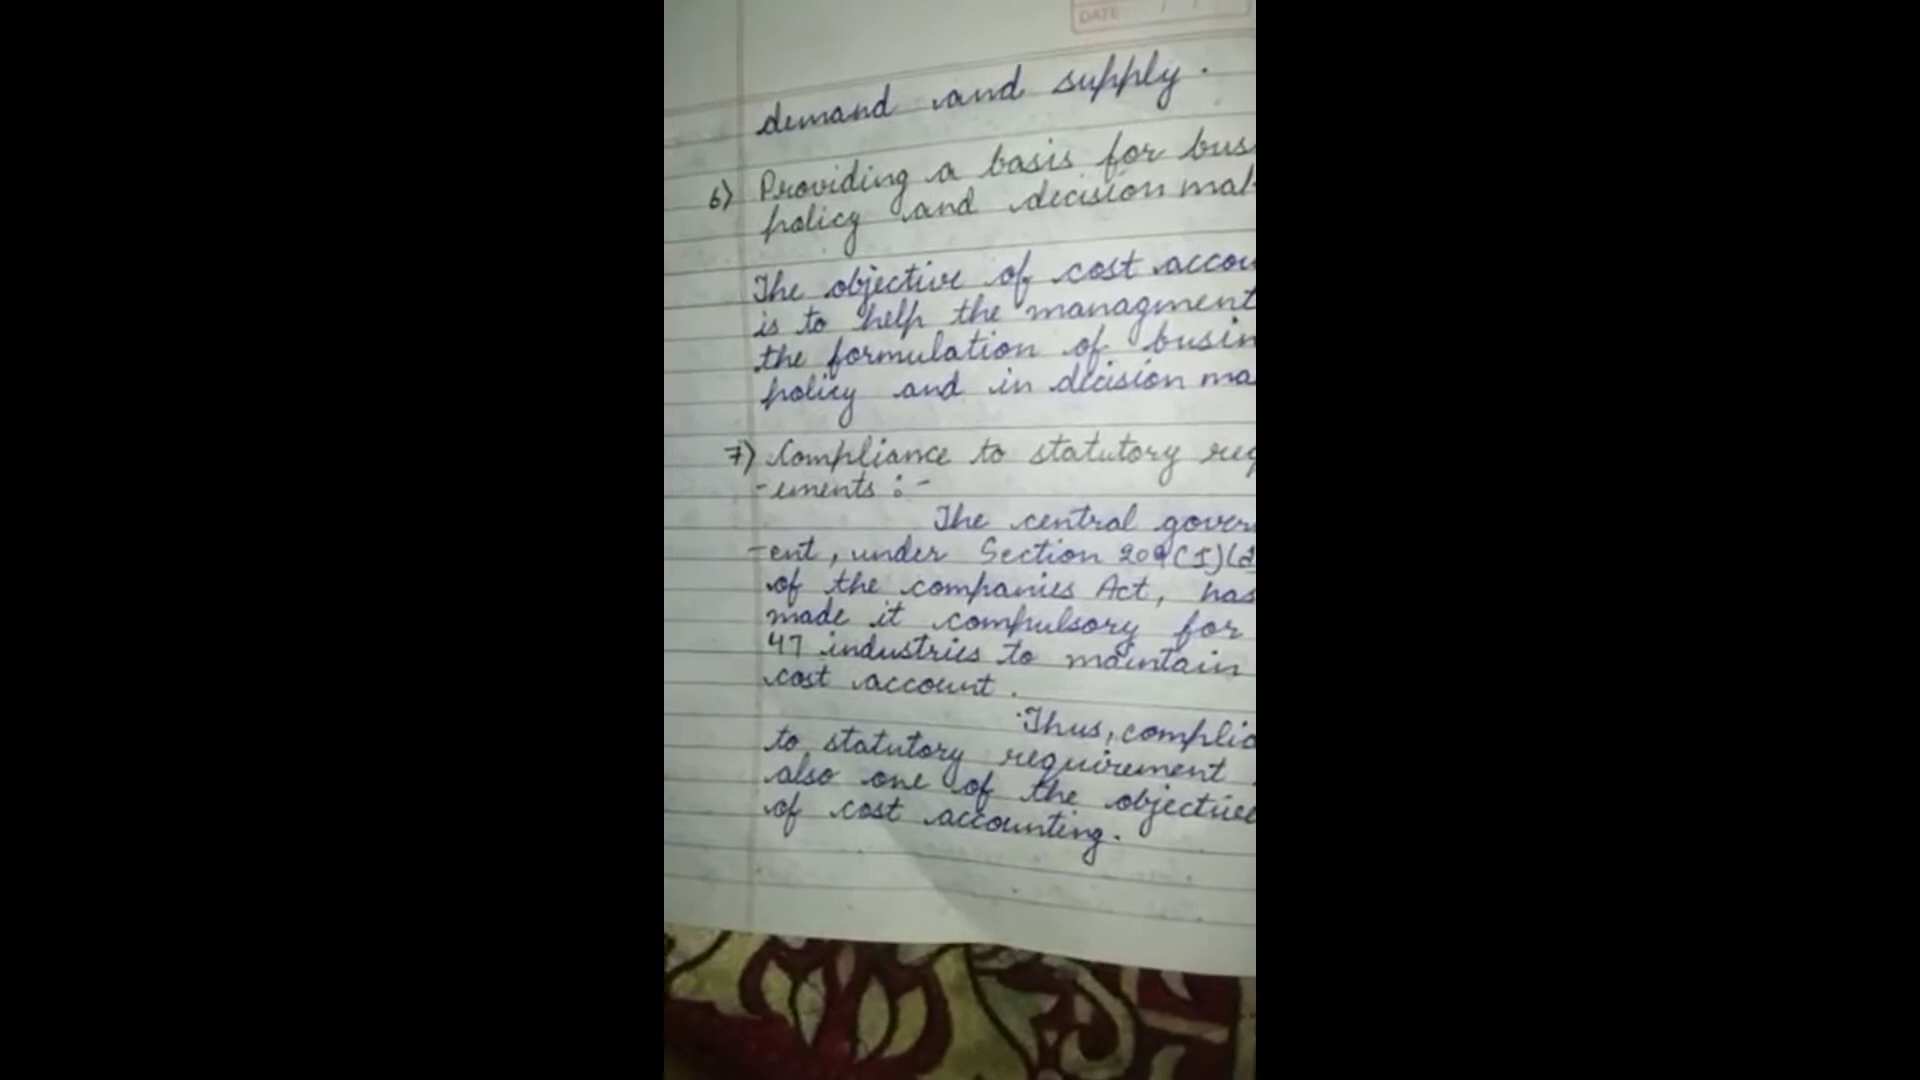 DATE
demand and supply.
6) Providing a basis for bus
policy and decision mak
The objective of cost accou
is to help the managment
the formulation of busin
policy and in decision ma
7) Compliance to statutory req
-ements :-
The central govern
-ent, under Section 209(1)(d
of the companies Act, has
made it compulsory for
47 industries to maintain
cost account.
Thus, complia
to statutory requirement
also one of the objective
of cost accounting.